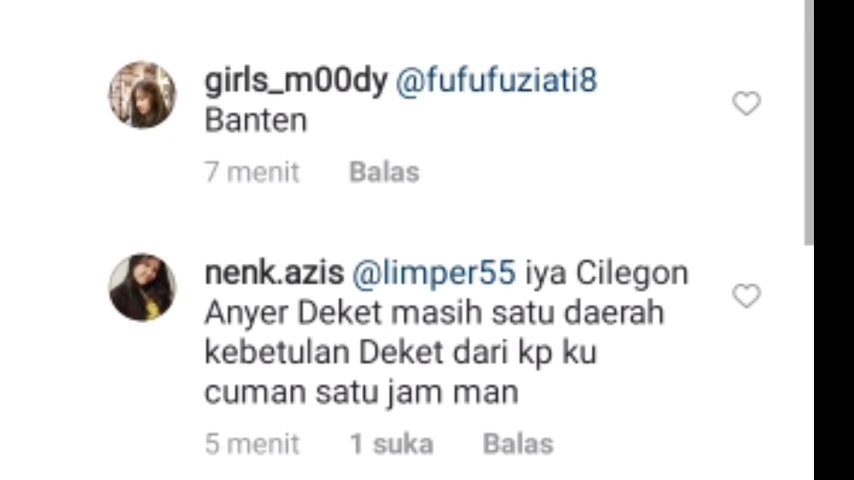 girls_m00dy @fufufuziati8
Banten
7 menit Balas
nenk.azis @limper55 iya Cilegon
Anyer Deket masih satu daerah
kebetulan Deket dari kp ku
cuman satu jam man
5 menit 1 suka Balas